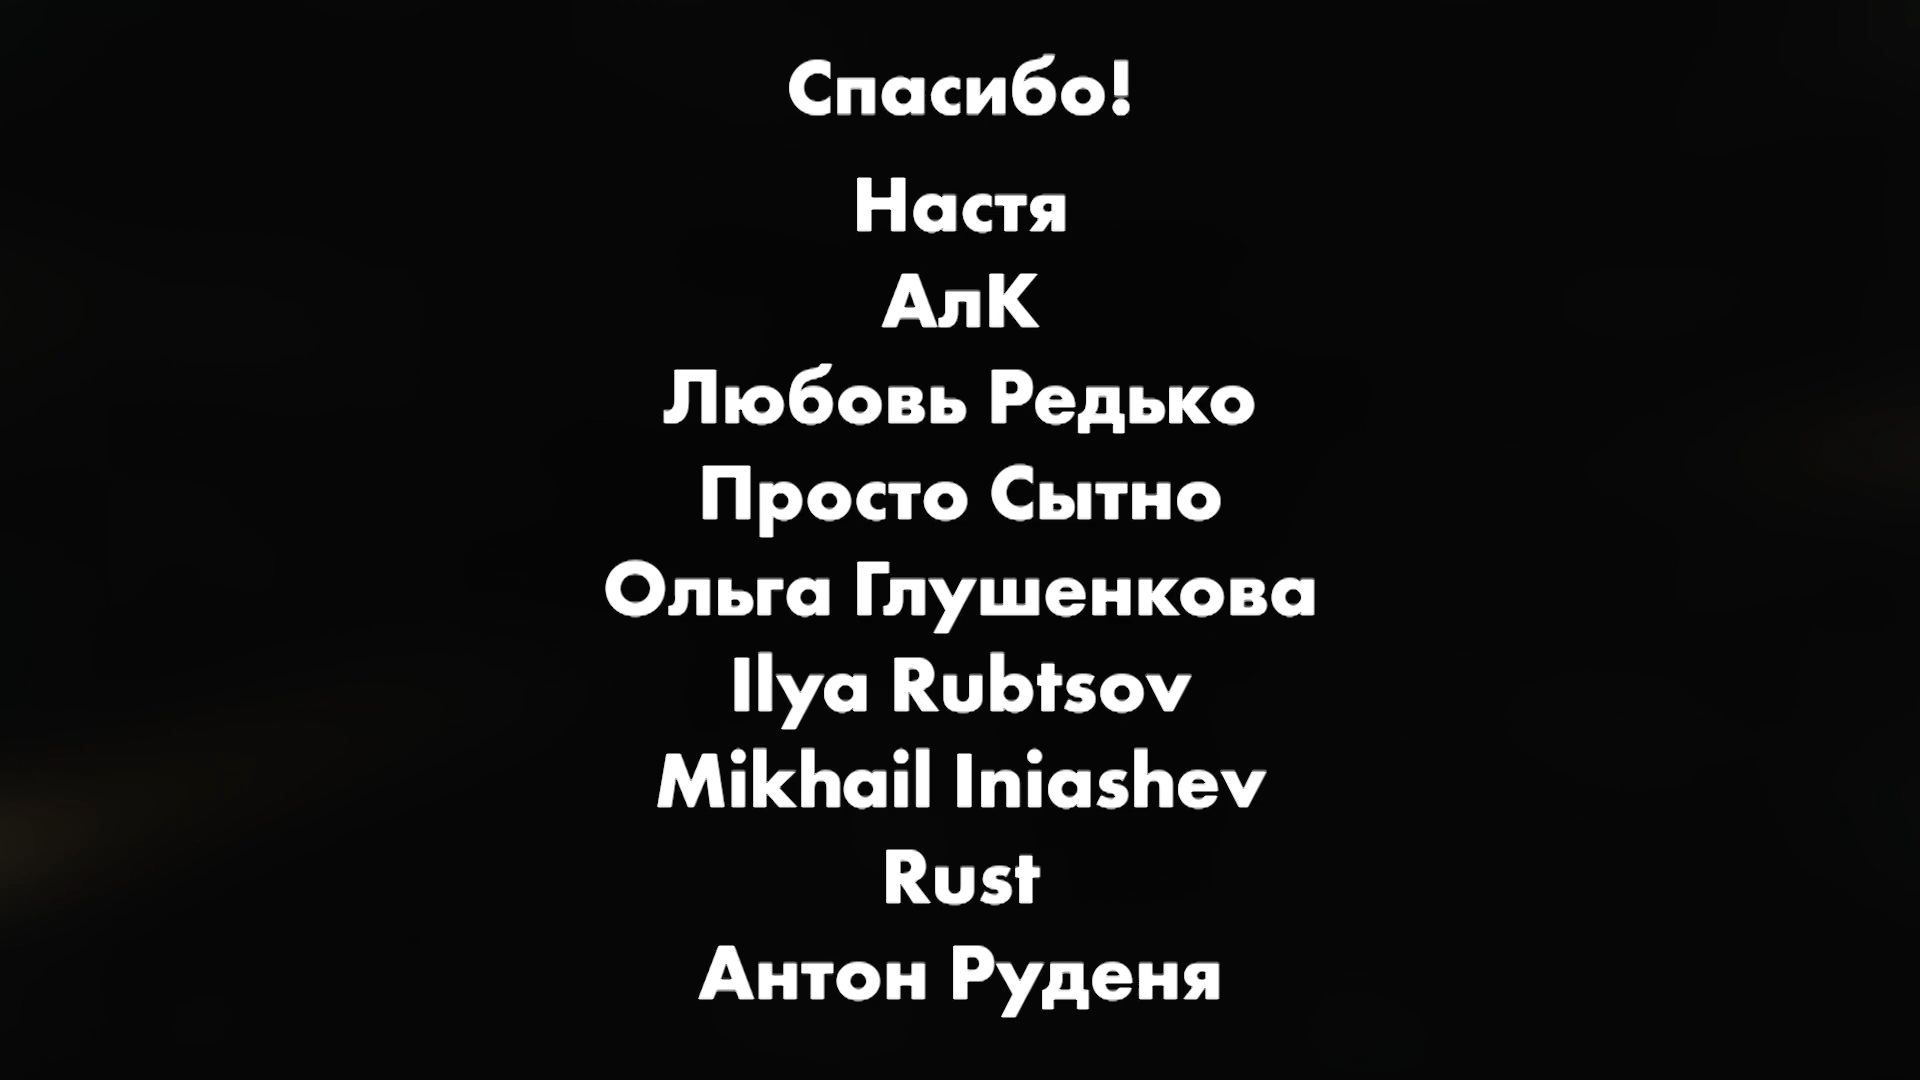 Спасибо!
Настя
АлК
Любовь Редько
Просто Сытно
Ольга Глушенкова
Ilya Rubtsov
Mikhail Iniashev
Rust
Антон Руденя